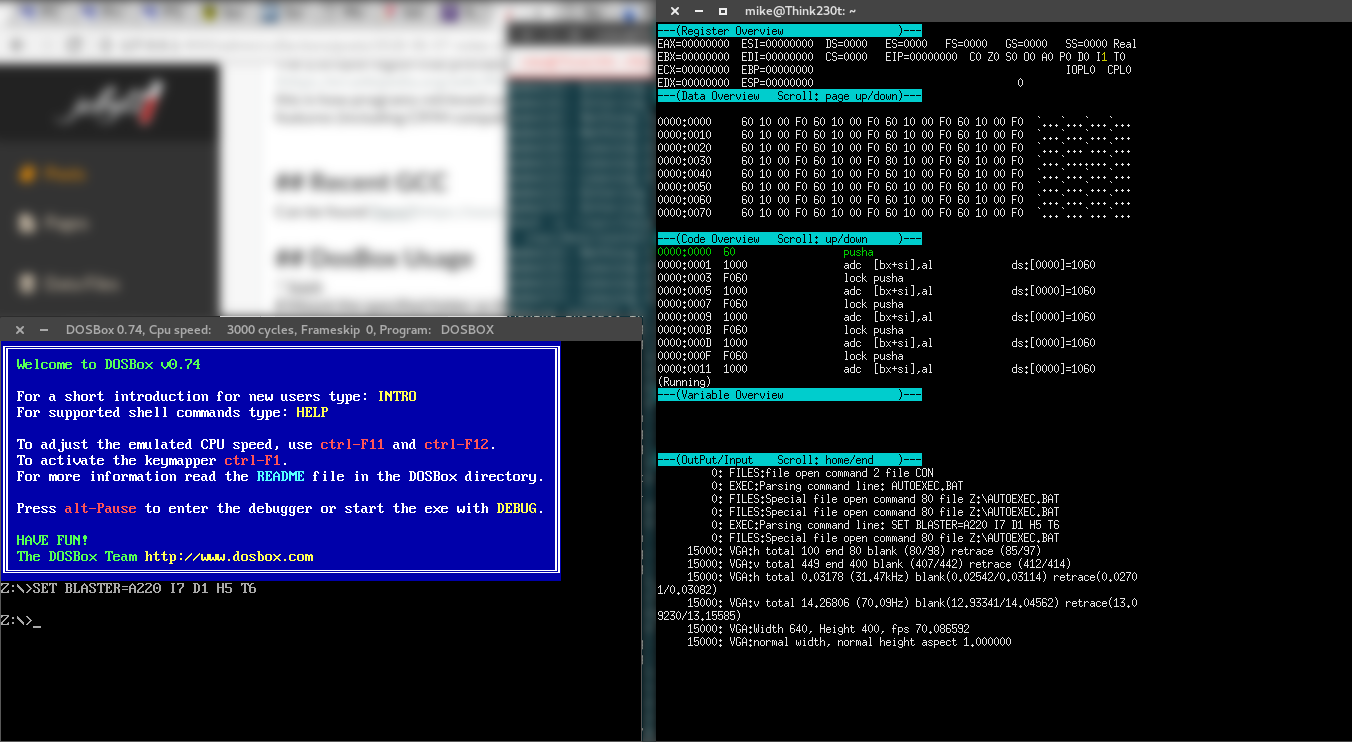 ## Recent GCC
## DosBox Usage
DOSBox 0.74, Cpu speed: 3000 cycles, Frameskip 0, Program: DOSBOX
Welcome to DOSBox v0.74
For a short introduction for new users type: INTRO
For supported shell commands type: HELP
To adjust the emulated CPU speed, use ctrl-F11 and ctrl-F12.
To activate the keymapper ctrl-F1.
For more information read the README file in the DOSBox directory.
Press alt-Pause to enter the debugger or start the exe with DEBUG.
HAVE FUN!
The DOSBox Team http://www.dosbox.com
Z:\>SET BLASTER=A220 I7 D1 H5 T6
Z:\>_
mike@Think230t: ~
---(Register Overview )---
EAX=00000000 ESI=00000000 DS=0000 ES=0000 FS=0000 GS=0000 SS=0000 Real
EBX=00000000 EDI=00000000 CS=0000 EIP=00000000 C0 Z0 S0 O0 A0 P0 D0 I1 T0
ECX=00000000 EBP=00000000 IOPL0 CPL0
EDX=00000000 ESP=00000000 0
---(Data Overview Scroll: page up/down)---
0000:0000 60 10 00 F0 60 10 00 F0 60 10 00 F0 60 10 00 F0 `...`...`...`...
0000:0010 60 10 00 F0 60 10 00 F0 60 10 00 F0 60 10 00 F0 `...`...`...`...
0000:0020 60 10 00 F0 60 10 00 F0 60 10 00 F0 60 10 00 F0 `...`...`...`...
0000:0030 60 10 00 F0 60 10 00 F0 80 10 00 F0 60 10 00 F0 `...`.......`...
0000:0040 60 10 00 F0 60 10 00 F0 60 10 00 F0 60 10 00 F0 `...`...`...`...
0000:0050 60 10 00 F0 60 10 00 F0 60 10 00 F0 60 10 00 F0 `...`...`...`...
0000:0060 60 10 00 F0 60 10 00 F0 60 10 00 F0 60 10 00 F0 `...`...`...`...
0000:0070 60 10 00 F0 60 10 00 F0 60 10 00 F0 60 10 00 F0 `...`...`...`...
---(Code Overview Scroll: up/down )---
0000:0000 60 pusha
0000:0001 1000 adc [bx+si],al ds:[0000]=1060
0000:0003 F060 lock pusha
0000:0005 1000 adc [bx+si],al ds:[0000]=1060
0000:0007 F060 lock pusha
0000:0009 1000 adc [bx+si],al ds:[0000]=1060
0000:000B F060 lock pusha
0000:000D 1000 adc [bx+si],al ds:[0000]=1060
0000:000F F060 lock pusha
0000:0011 1000 adc [bx+si],al ds:[0000]=1060
(Running)
---(Variable Overview )---
---(OutPut/Input Scroll: home/end )---
0: FILES:file open command 2 file CON
0: EXEC:Parsing command line: AUTOEXEC.BAT
0: FILES:Special file open command 80 file Z:\AUTOEXEC.BAT
0: FILES:Special file open command 80 file Z:\AUTOEXEC.BAT
0: EXEC:Parsing command line: SET BLASTER=A220 I7 D1 H5 T6
0: FILES:Special file open command 80 file Z:\AUTOEXEC.BAT
15000: VGA:h total 100 end 80 blank (80/98) retrace (85/97)
15000: VGA:v total 449 end 400 blank (407/442) retrace (412/414)
15000: VGA:h total 0.03178 (31.47kHz) blank(0.02542/0.03114) retrace(0.0270
1/0.03082)
15000: VGA:v total 14.26806 (70.09Hz) blank(12.93341/14.04562) retrace(13.0
9230/13.15585)
15000: VGA:Width 640, Height 400, fps 70.086592
15000: VGA:normal width, normal height aspect 1.000000